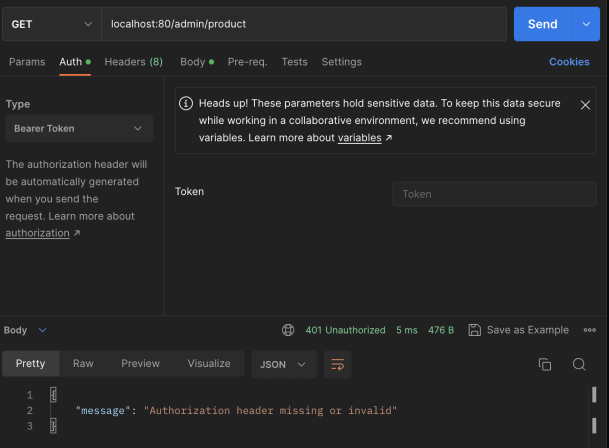 GET localhost:80/admin/product Send
Params Auth Headers (8) Body Pre-req. Tests Settings Cookies
Type
Bearer Token
The authorization header will
be automatically generated
when you send the
request. Learn more about
authorization ↗
Heads up! These parameters hold sensitive data. To keep this data secure
while working in a collaborative environment, we recommend using
variables. Learn more about variables ↗
Token Token
Body 401 Unauthorized 5 ms 476 B Save as Example
Pretty Raw Preview Visualize JSON
1 {
2 "message": "Authorization header missing or invalid"
3 }